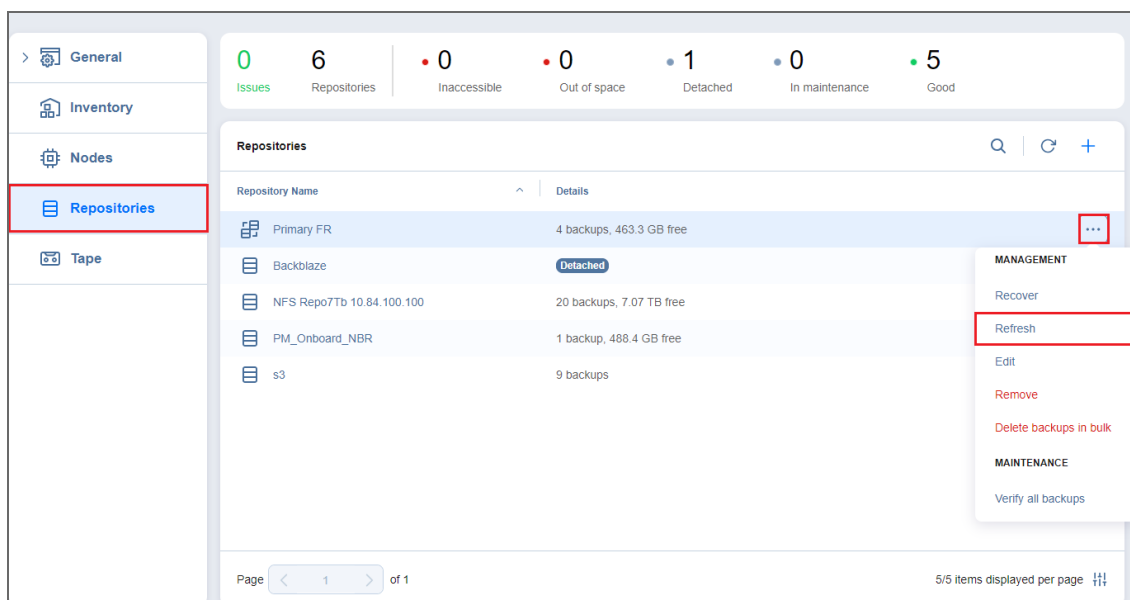 General
Inventory
Nodes
Repositories
Tape
0 6 0 0 1 0 5
Issues Repositories Inaccessible Out of space Detached In maintenance Good
Repositories
Repository Name Details
Primary FR 4 backups, 463.3 GB free
Backblaze Detached
NFS Repo7Tb 10.84.100.100 20 backups, 7.07 TB free
PM_Onboard_NBR 1 backup, 488.4 GB free
s3 9 backups
MANAGEMENT
Recover
Refresh
Edit
Remove
Delete backups in bulk
MAINTENANCE
Verify all backups
Page 1 of 1 5/5 items displayed per page